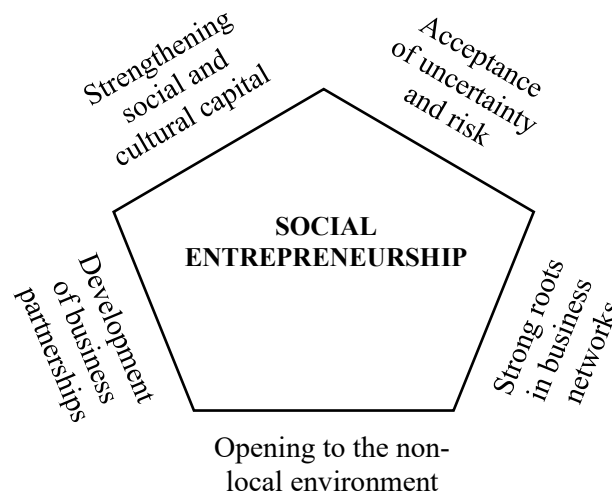 Strengthening
social and
cultural capital
Acceptance
of uncertainty
and risk
SOCIAL
ENTREPRENEURSHIP
Development
of business
partnerships
Strong roots
in business
networks
Opening to the non-
local environment